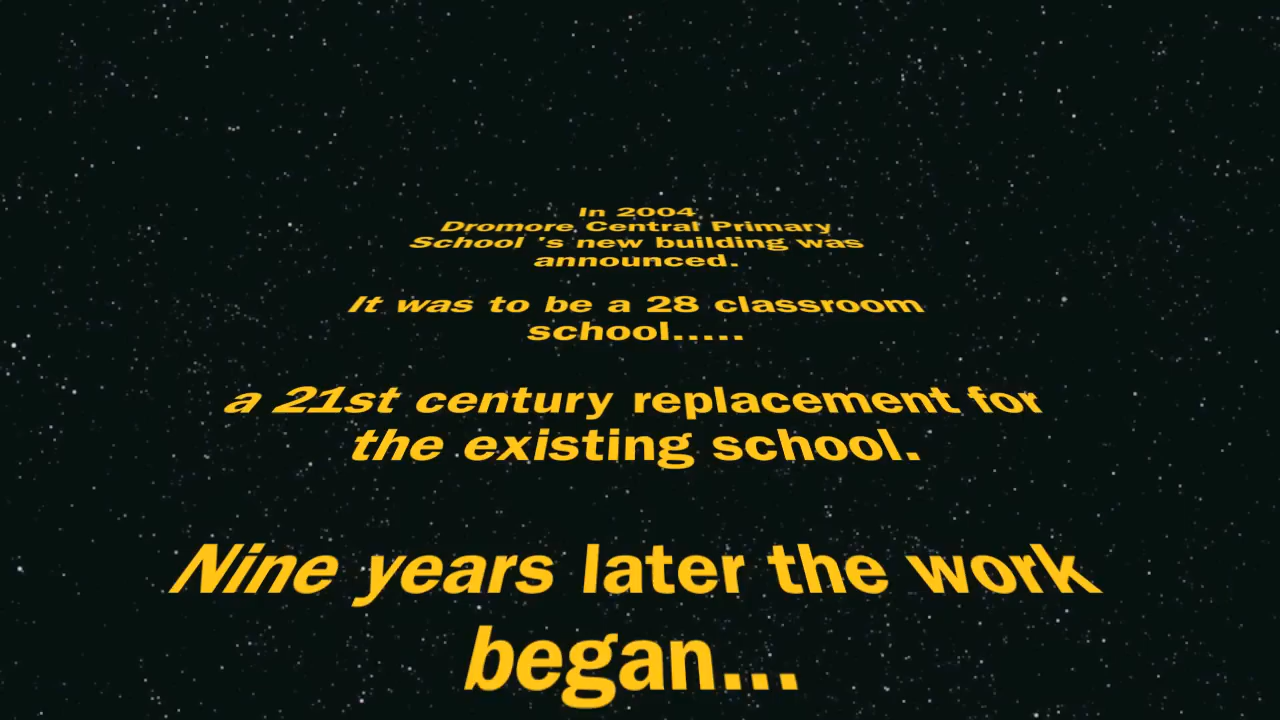 In 2004
Dromore Central Primary
School 's new building was
announced.
It was to be a 28 classroom
school.....
a 21st century replacement for
the existing school.
Nine years later the work
began...